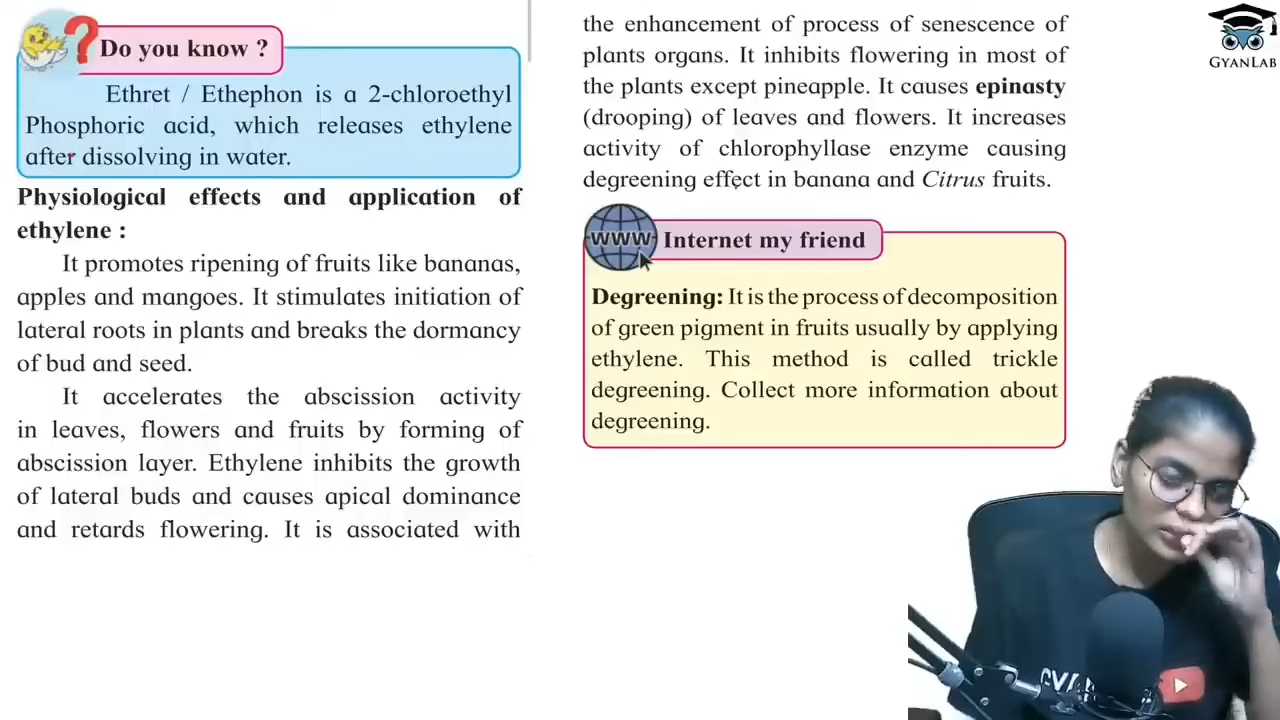 Do you know ?
Ethret / Ethephon is a 2-chloroethyl
Phosphoric acid, which releases ethylene
after dissolving in water.
Physiological effects and application of
ethylene :
It promotes ripening of fruits like bananas,
apples and mangoes. It stimulates initiation of
lateral roots in plants and breaks the dormancy
of bud and seed.
It accelerates the abscission activity
in leaves, flowers and fruits by forming of
abscission layer. Ethylene inhibits the growth
of lateral buds and causes apical dominance
and retards flowering. It is associated with
the enhancement of process of senescence of
plants organs. It inhibits flowering in most of
the plants except pineapple. It causes epinasty
(drooping) of leaves and flowers. It increases
activity of chlorophyllase enzyme causing
degreening effect in banana and Citrus fruits.
www
Internet my friend
Degreening: It is the process of decomposition
of green pigment in fruits usually by applying
ethylene. This method is called trickle
degreening. Collect more information about
degreening.
GYANLAB